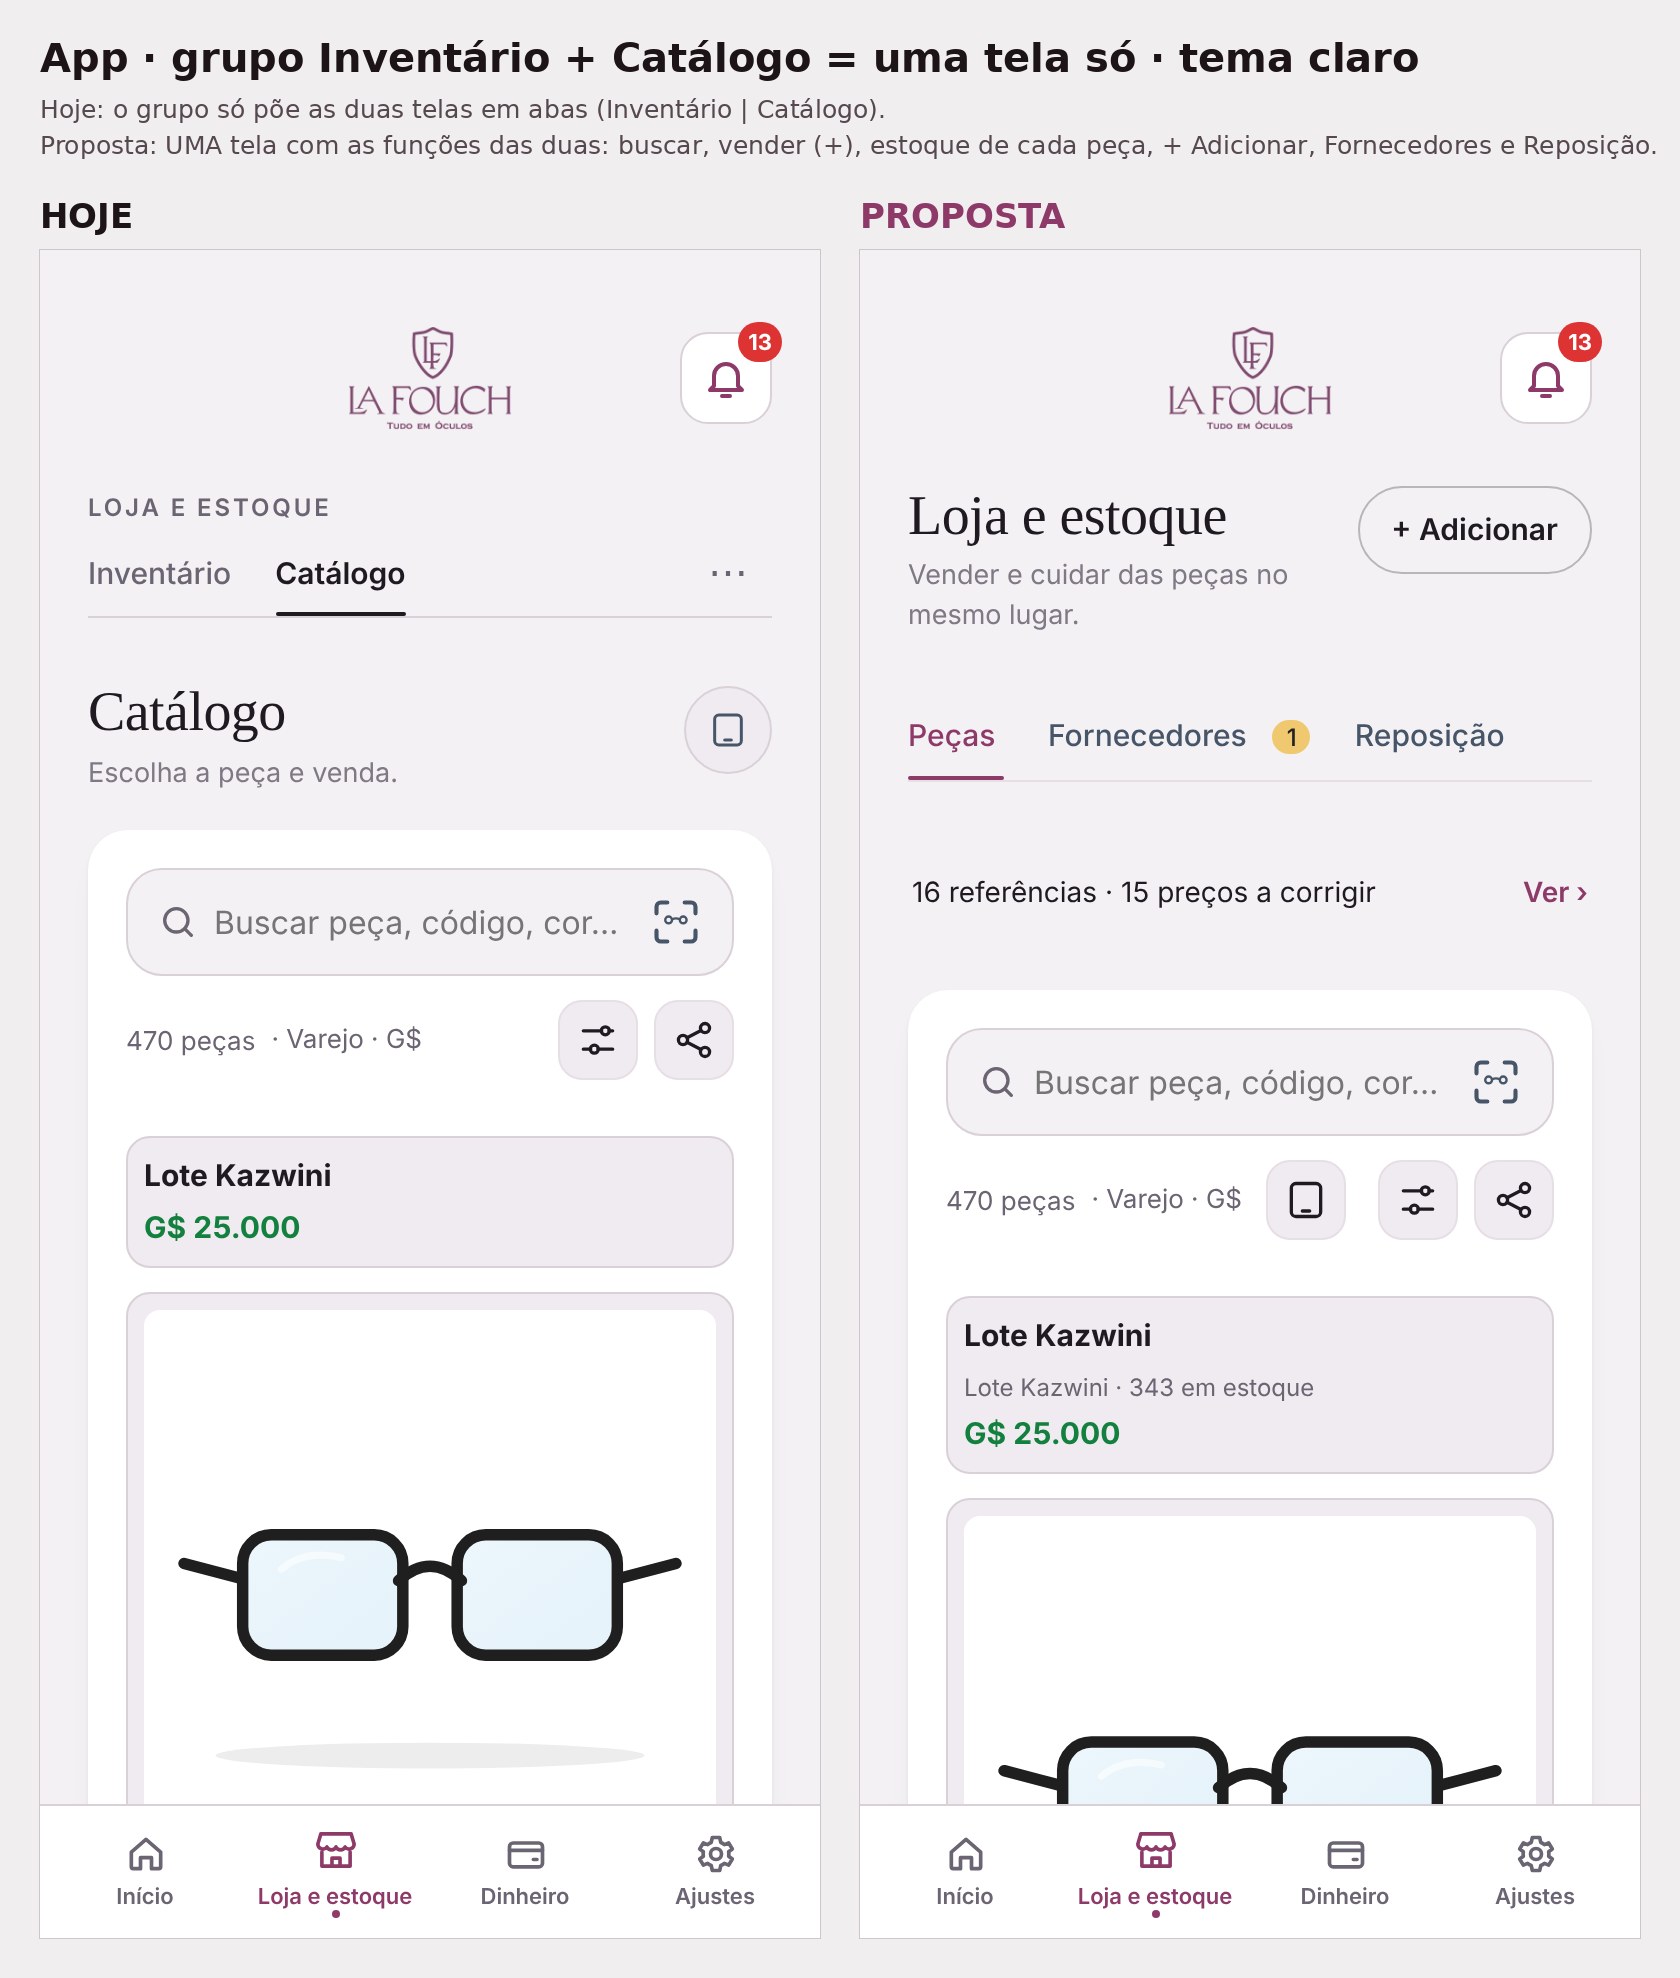 App · grupo Inventário + Catálogo = uma tela só · tema claro
Hoje: o grupo só põe as duas telas em abas (Inventário | Catálogo).
Proposta: UMA tela com as funções das duas: buscar, vender (+), estoque de cada peça, + Adicionar, Fornecedores e Reposição.
HOJE
13
LF
LA FOUCH
TUDO EM ÓCULOS
LOJA E ESTOQUE
Inventário Catálogo ···
Catálogo
Escolha a peça e venda.
Buscar peça, código, cor...
470 peças · Varejo · G$
Lote Kazwini
G$ 25.000
Início Loja e estoque Dinheiro Ajustes
PROPOSTA
13
LF
LA FOUCH
TUDO EM ÓCULOS
Loja e estoque
+ Adicionar
Vender e cuidar das peças no
mesmo lugar.
Peças Fornecedores 1 Reposição
16 referências · 15 preços a corrigir Ver ›
Buscar peça, código, cor...
470 peças · Varejo · G$
Lote Kazwini
Lote Kazwini · 343 em estoque
G$ 25.000
Início Loja e estoque Dinheiro Ajustes